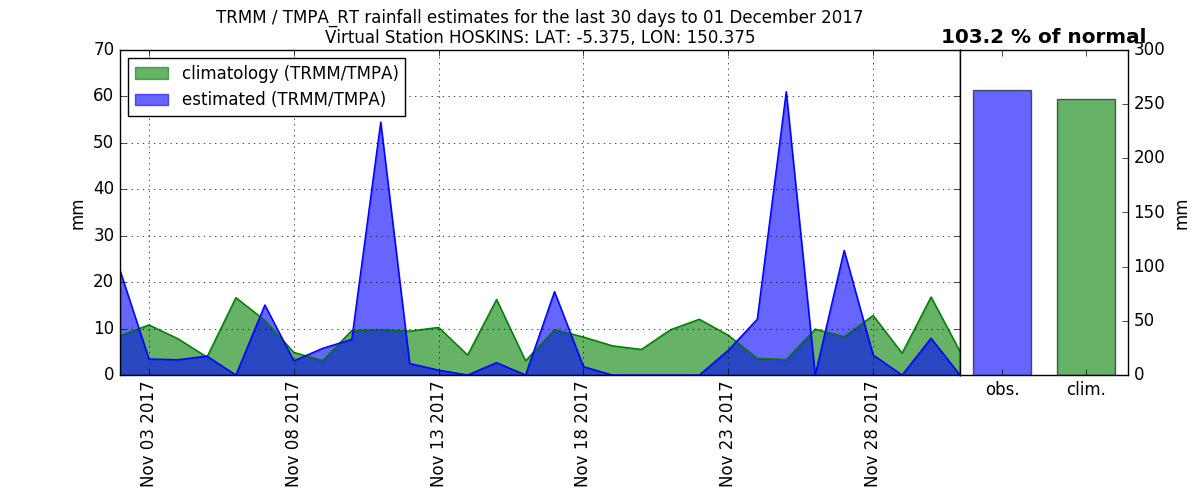 TRMM / TMPA_RT rainfall estimates for the last 30 days to 01 December 2017
Virtual Station HOSKINS: LAT: -5.375, LON: 150.375
103.2 % of normal
climatology (TRMM/TMPA)
estimated (TRMM/TMPA)
70
60
50
40
30
20
10
0
mm
300
250
200
150
100
50
0
mm
obs.
clim.
Nov 03 2017
Nov 08 2017
Nov 13 2017
Nov 18 2017
Nov 23 2017
Nov 28 2017